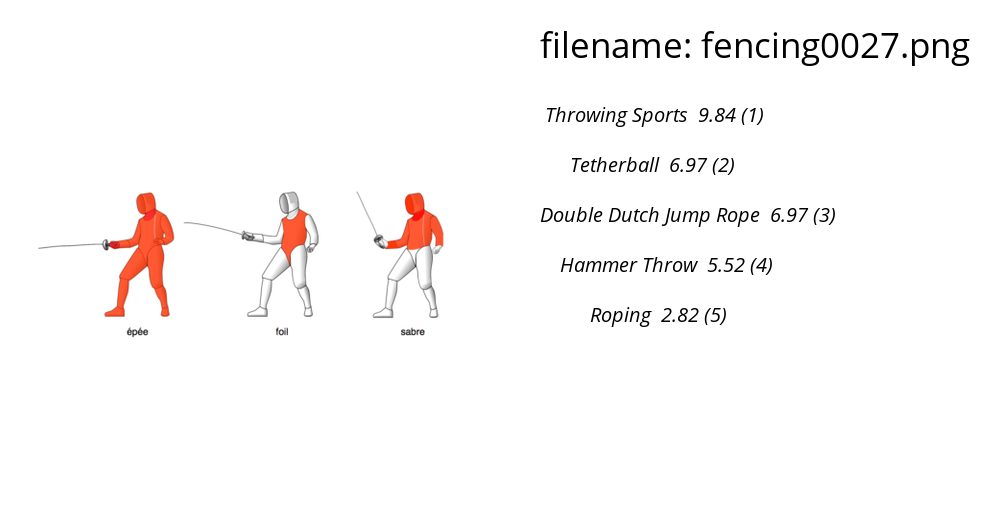 filename: fencing0027.png
Throwing Sports 9.84 (1)
Tetherball 6.97 (2)
Double Dutch Jump Rope 6.97 (3)
Hammer Throw 5.52 (4)
Roping 2.82 (5)
épée foil sabre